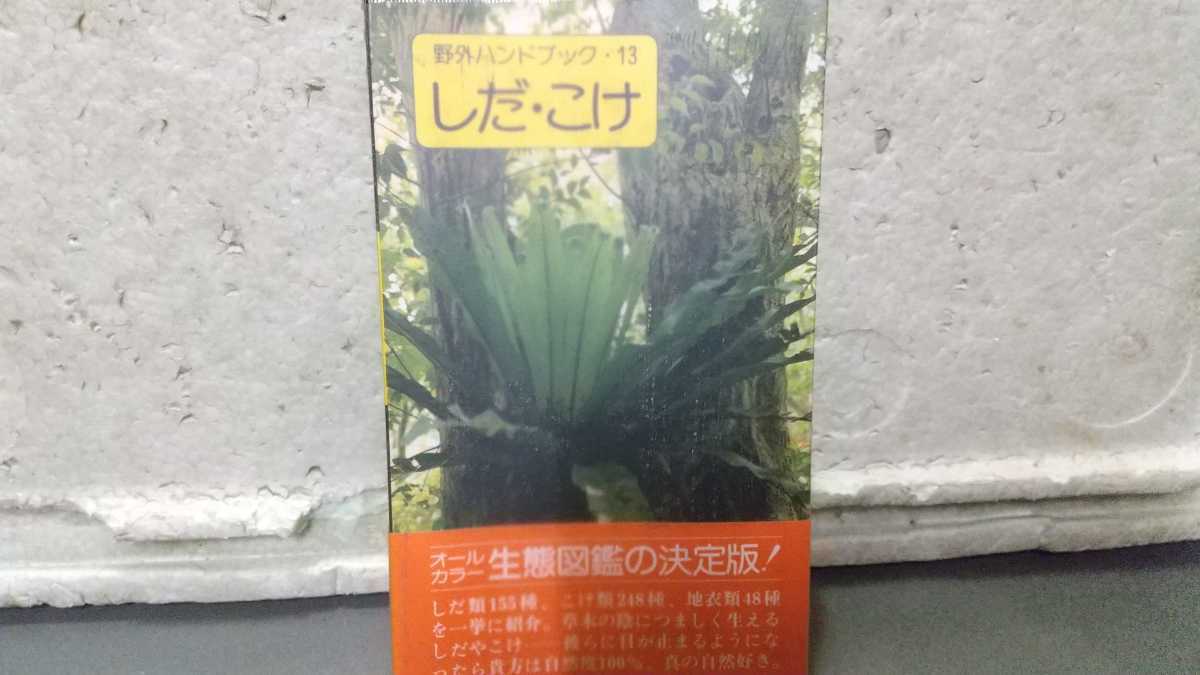 野外ハンドブック・13
しだ・こけ
オールカラー 生態図鑑の決定版!
しだ類155種、こけ類248種、地衣類48種
を一挙に紹介。草木の陰につましく生える
しだやこけ──彼らに目が止まるようにな
ったら貴方は自然度100%、真の自然好き。